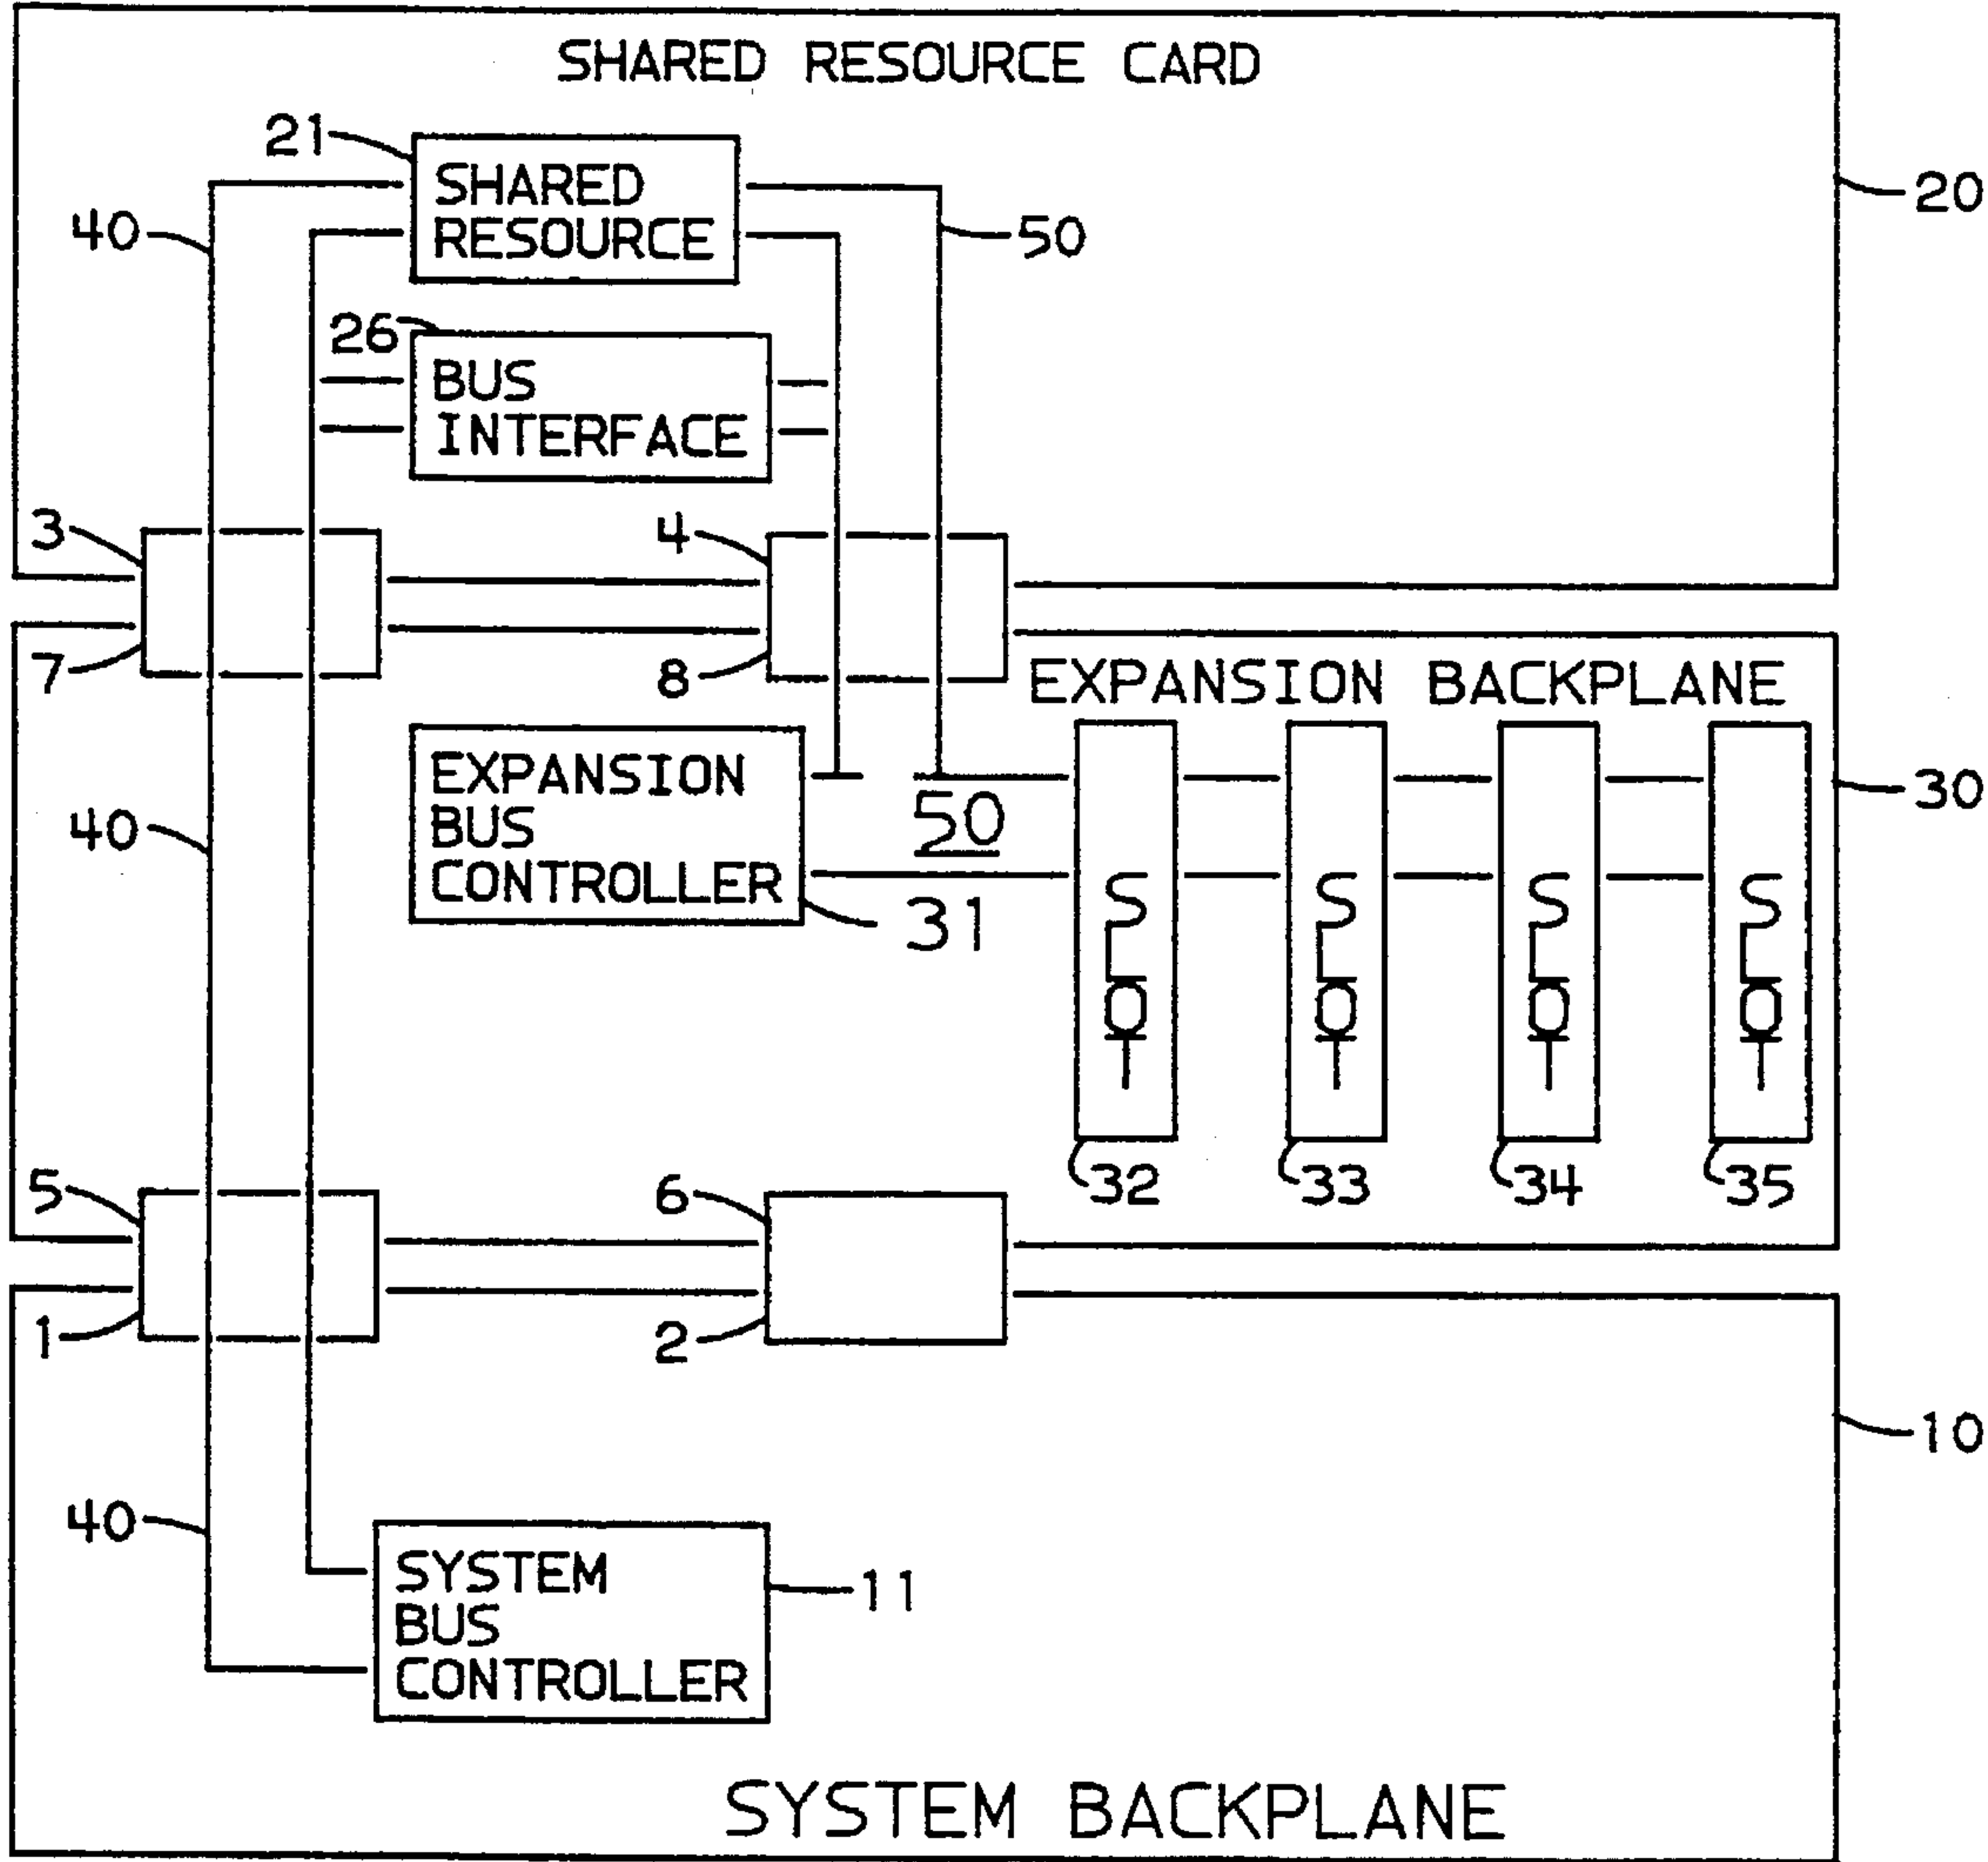 SHARED RESOURCE CARD
21
SHARED
RESOURCE
40
50
20
26
BUS
INTERFACE
3
4
7
8
EXPANSION BACKPLANE
EXPANSION
BUS
CONTROLLER
50
30
40
31
SLOT
SLOT
SLOT
SLOT
32
33
34
35
5
6
1
2
10
40
SYSTEM
BUS
CONTROLLER
11
SYSTEM BACKPLANE